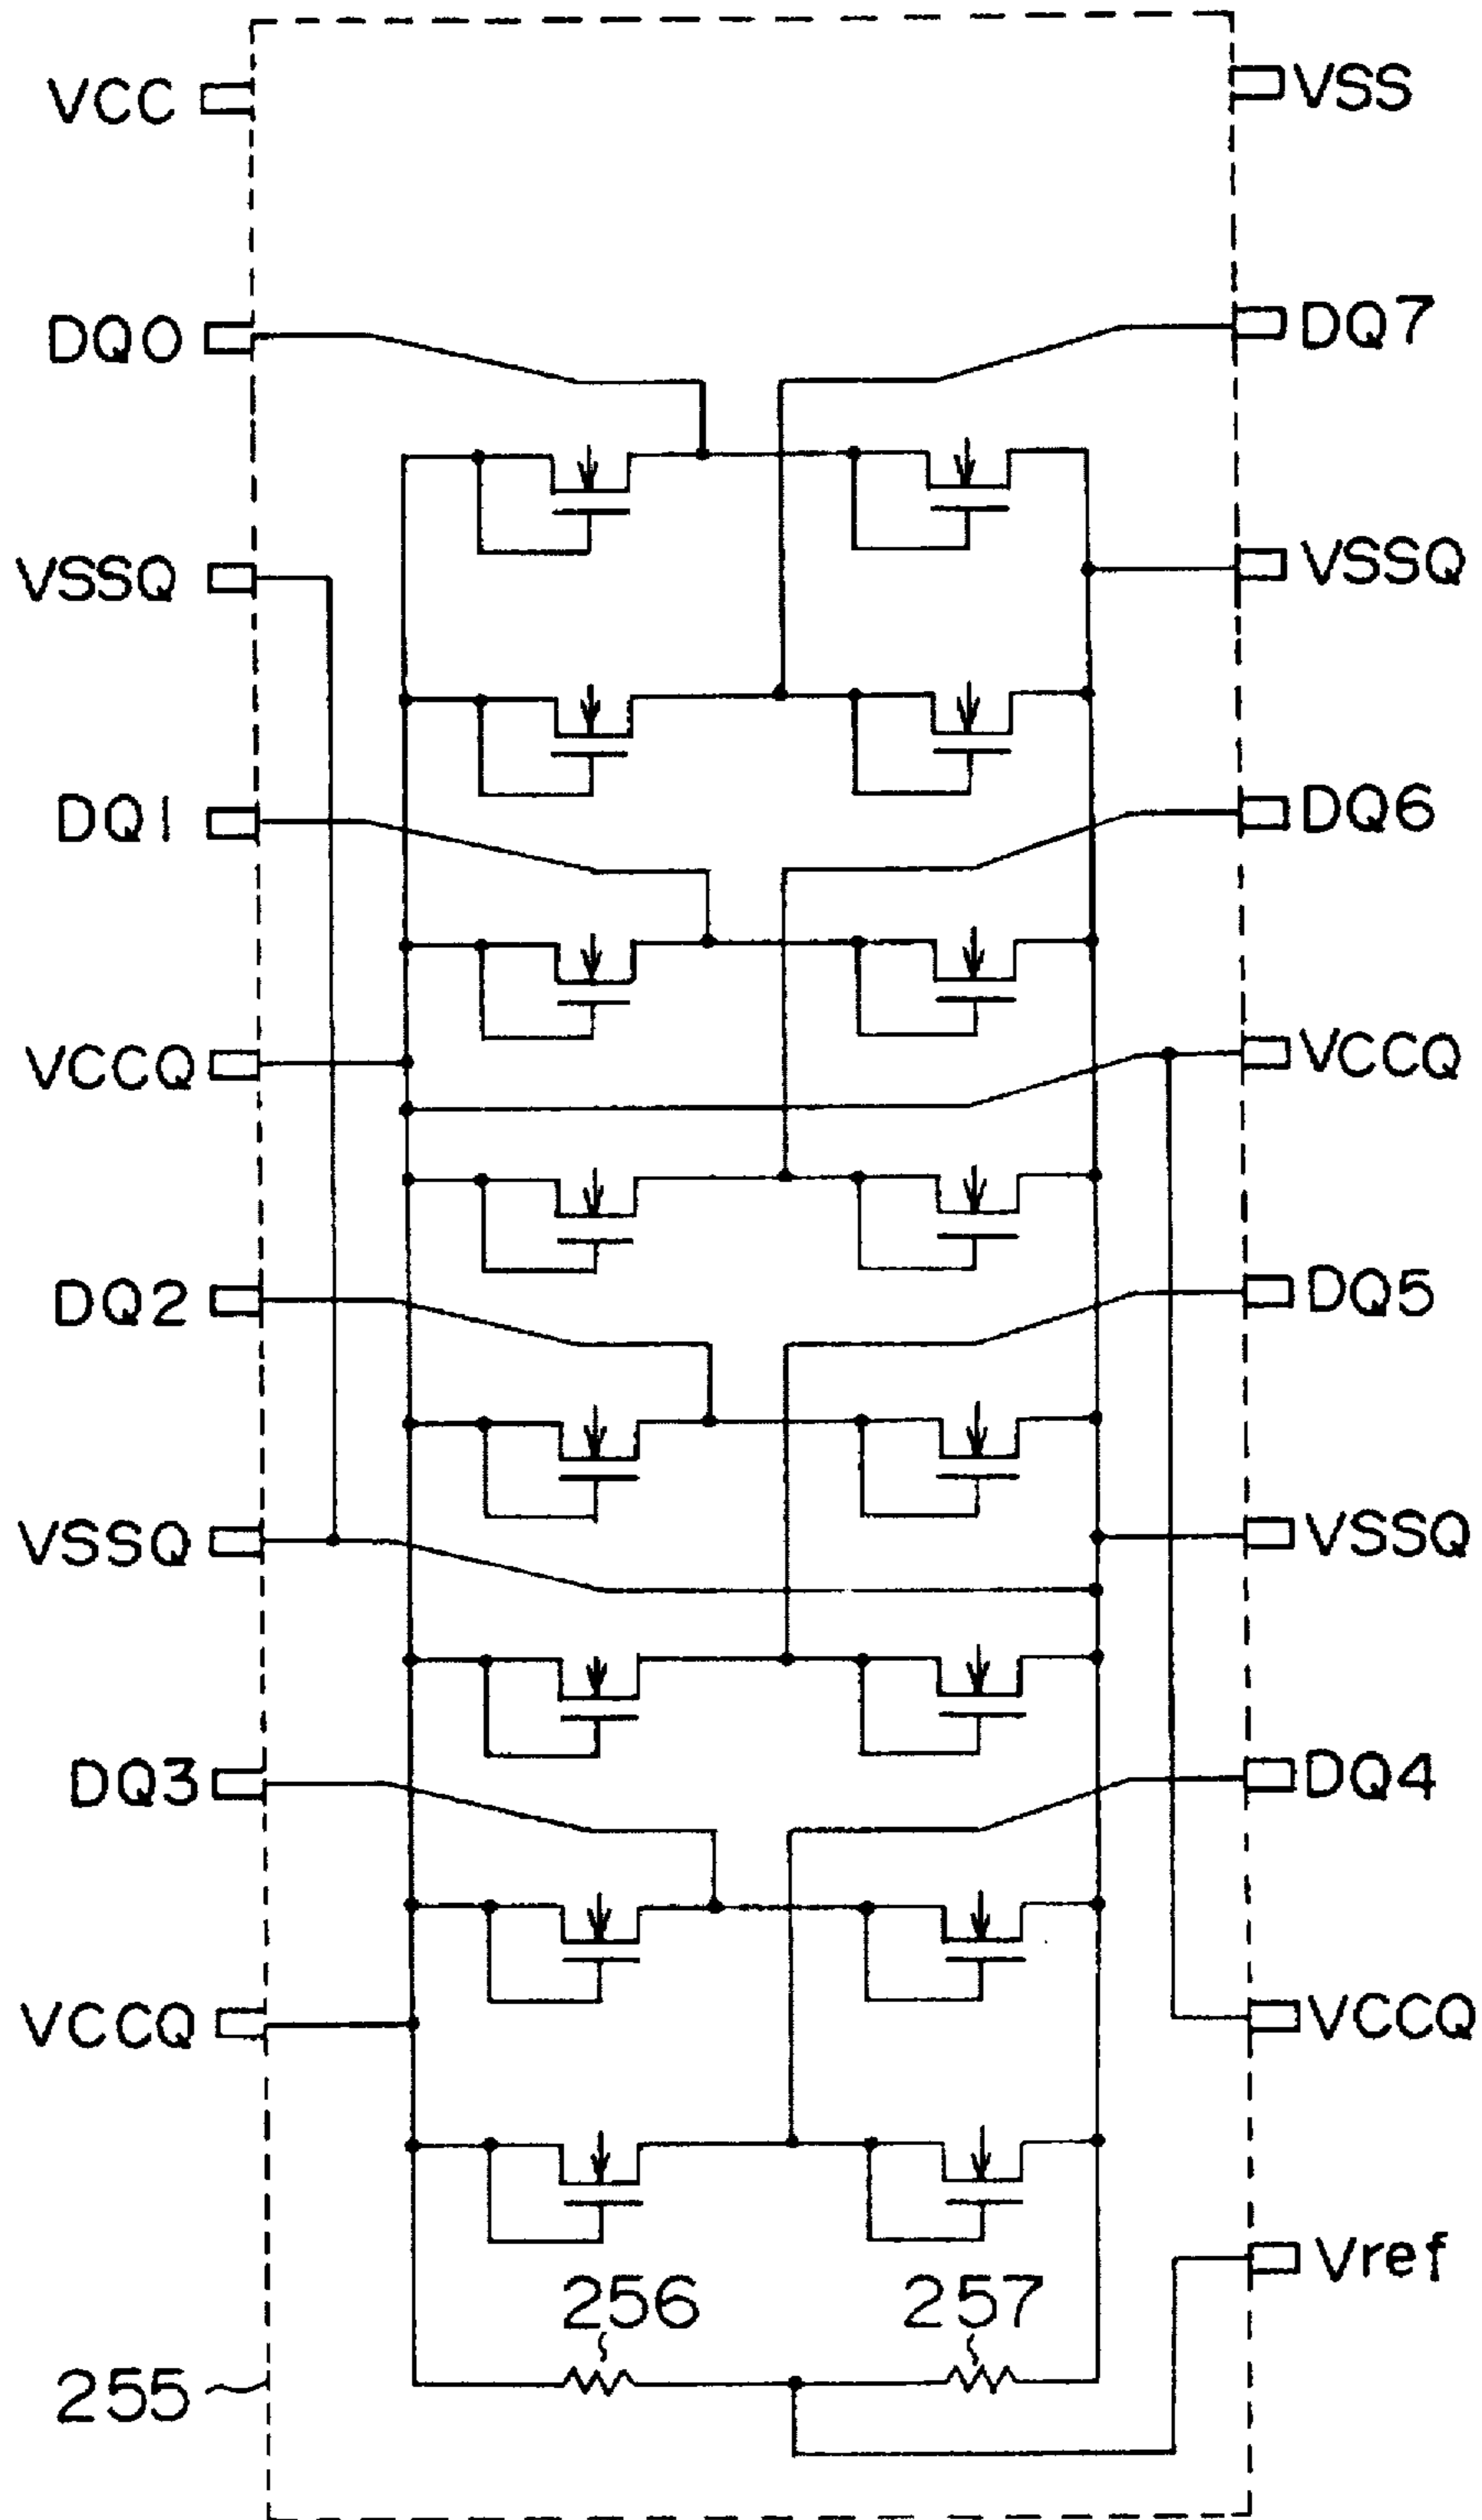 VCC
VSS
DQ0
DQ7
VSSQ
VSSQ
DQ1
DQ6
VCCQ
VCCQ
DQ2
DQ5
VSSQ
VSSQ
DQ3
DQ4
VCCQ
VCCQ
Vref
256
257
255